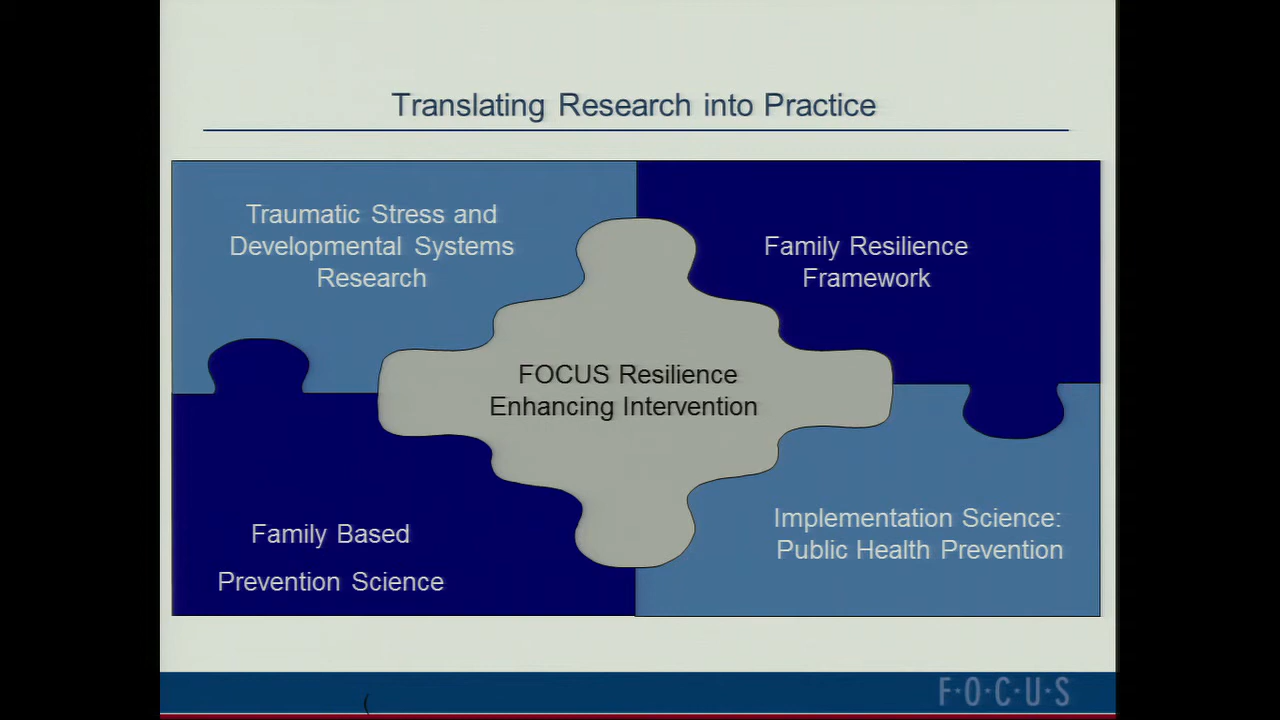 Translating Research into Practice
Traumatic Stress and
Developmental Systems
Research
Family Resilience
Framework
FOCUS Resilience
Enhancing Intervention
Family Based
Prevention Science
Implementation Science:
Public Health Prevention
F·O·C·U·S
(